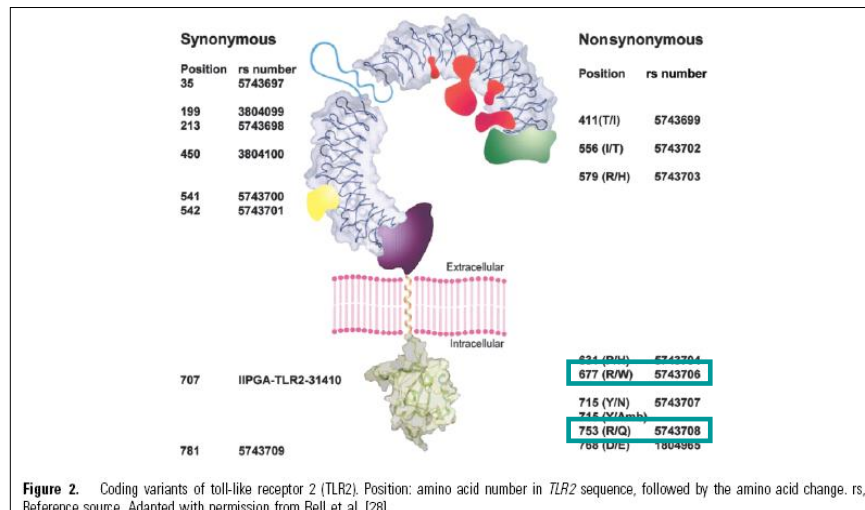 Synonymous
Position rs number
35 5743697
199 3804099
213 5743698
450 3804100
541 5743700
542 5743701
707 IIPGA-TLR2-31410
781 5743709
Extracellular
Intracellular
Nonsynonymous
Position rs number
411(T/I) 5743699
556 (I/T) 5743702
579 (R/H) 5743703
677 (R/W) 5743706
715 (Y/N) 5743707
753 (R/Q) 5743708
768 (D/E) 1804965
Figure 2. Coding variants of toll-like receptor 2 (TLR2). Position: amino acid number in TLR2 sequence, followed by the amino acid change. rs,
Reference source. Adapted with permission from Bell et al. [28]